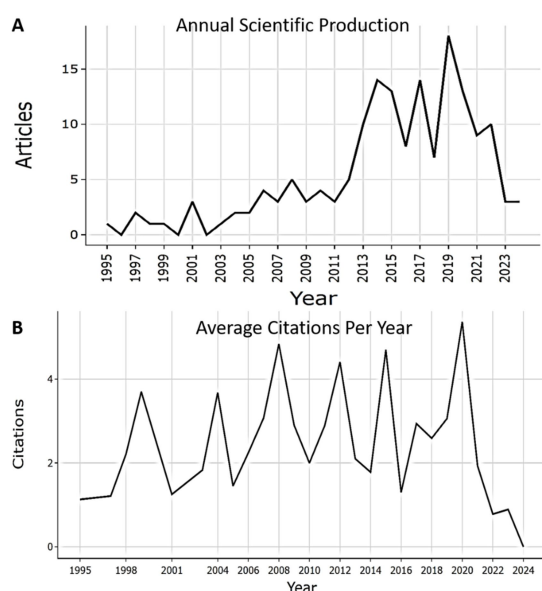 A
Annual Scientific Production
Articles
15
10
5
0
1995 1997 1999 2001 2003 2005 2007 2009 2011 2013 2015 2017 2019 2021 2023
Year
B
Average Citations Per Year
Citations
4
2
0
1995 1998 2001 2004 2006 2008 2010 2012 2014 2016 2018 2020 2022 2024
Year